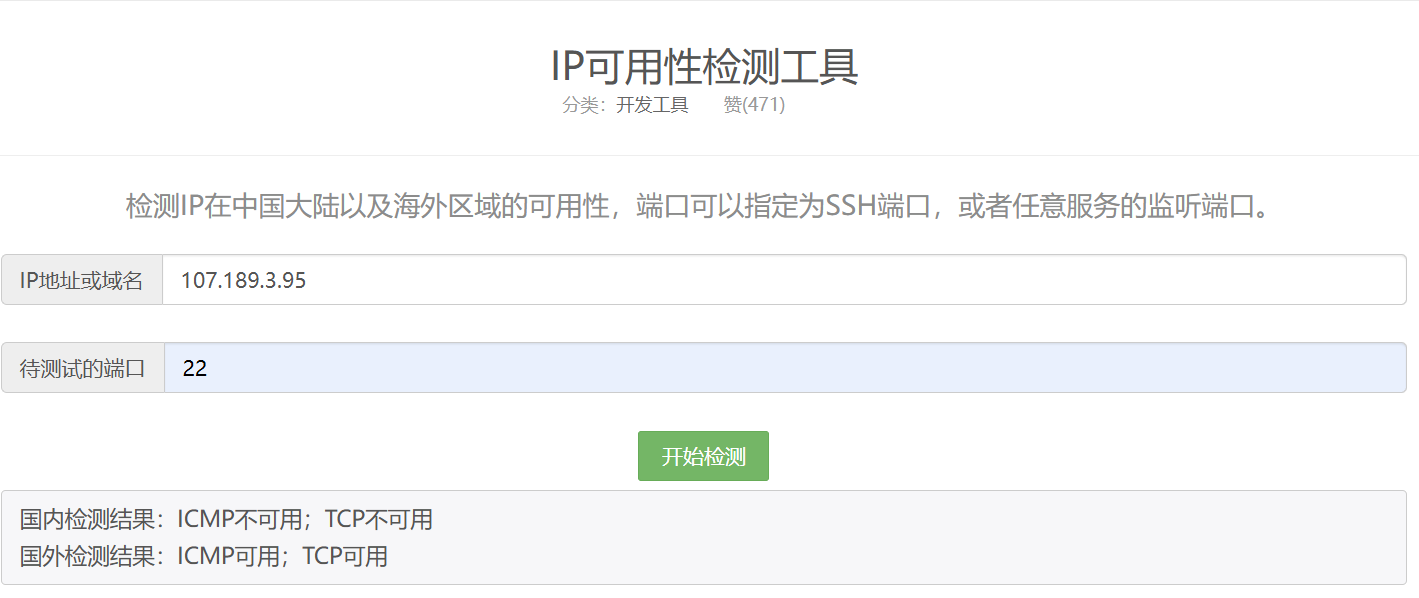 IP可用性检测工具
分类：开发工具 赞(471)
检测IP在中国大陆以及海外区域的可用性，端口可以指定为SSH端口，或者任意服务的监听端口。
IP地址或域名 107.189.3.95
待测试的端口 22
开始检测
国内检测结果：ICMP不可用；TCP不可用
国外检测结果：ICMP可用；TCP可用